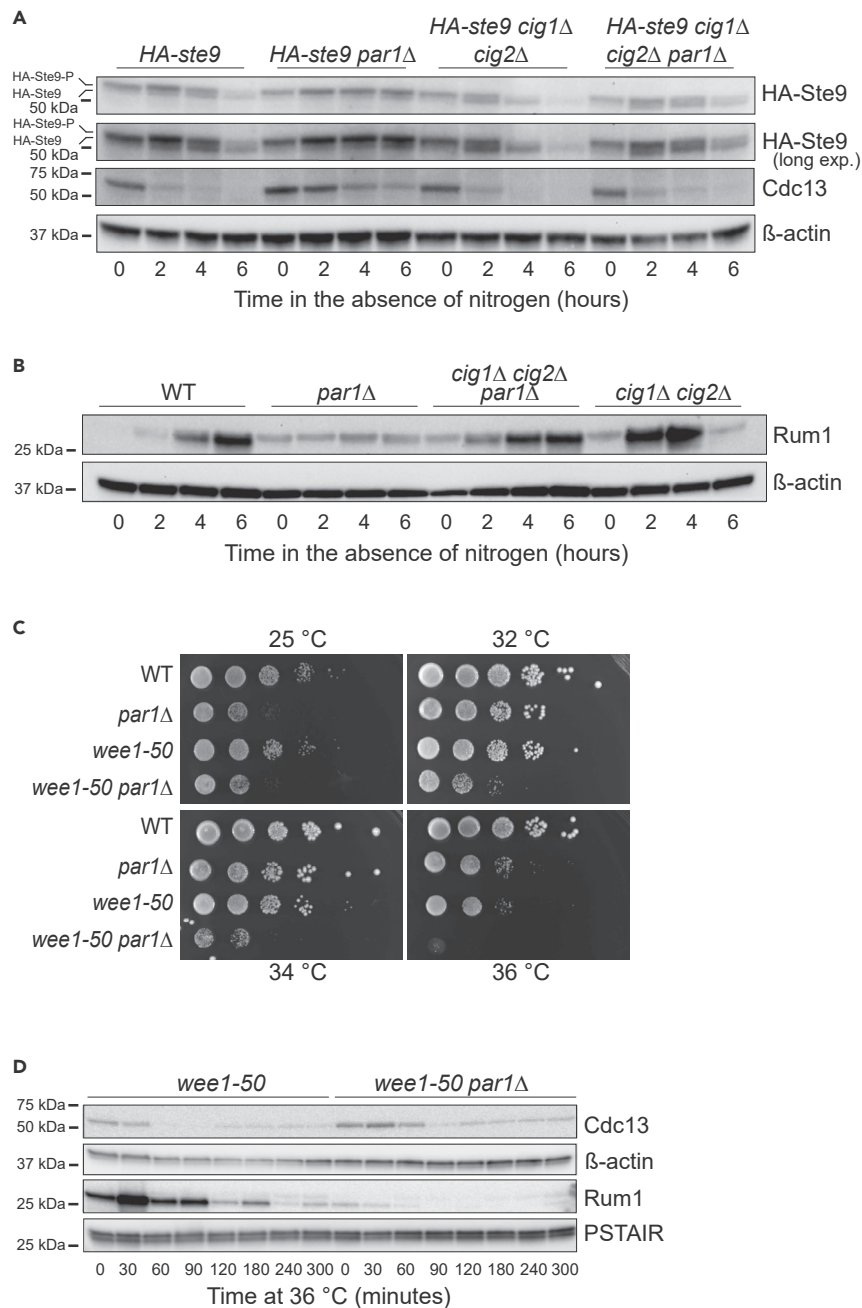 A
HA-ste9 HA-ste9 par1Δ HA-ste9 cig1Δ cig2Δ HA-ste9 cig1Δ cig2Δ par1Δ
HA-Ste9-P
HA-Ste9
50 kDa
HA-Ste9
HA-Ste9-P
HA-Ste9
50 kDa
HA-Ste9
(long exp.)
75 kDa
50 kDa
Cdc13
37 kDa
ß-actin
0 2 4 6 0 2 4 6 0 2 4 6 0 2 4 6
Time in the absence of nitrogen (hours)
B
WT par1Δ cig1Δ cig2Δ par1Δ cig1Δ cig2Δ
25 kDa
Rum1
37 kDa
ß-actin
0 2 4 6 0 2 4 6 0 2 4 6 0 2 4 6
Time in the absence of nitrogen (hours)
C
25 °C 32 °C
WT
par1Δ
wee1-50
wee1-50 par1Δ
WT
par1Δ
wee1-50
wee1-50 par1Δ
34 °C 36 °C
D
wee1-50 wee1-50 par1Δ
75 kDa
50 kDa
Cdc13
37 kDa
ß-actin
25 kDa
Rum1
25 kDa
PSTAIR
0 30 60 90 120 180 240 300 0 30 60 90 120 180 240 300
Time at 36 °C (minutes)